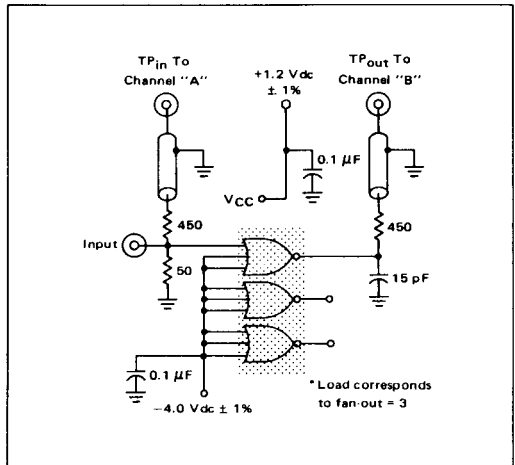 TPin To
Channel "A"
+1.2 Vdc
± 1%
TPout To
Channel "B"
0.1 μF
VCC
450
450
Input
50
15 pF
0.1 μF
−4.0 Vdc ± 1%
* Load corresponds
to fan-out = 3